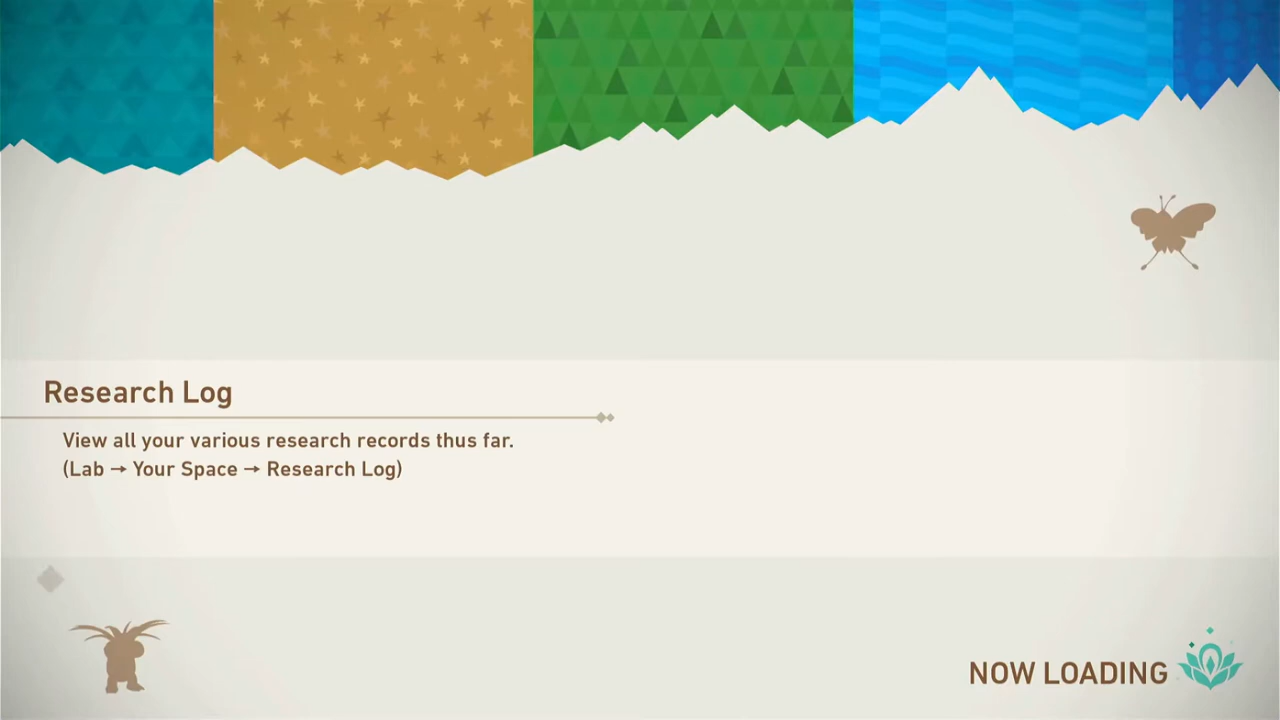 Research Log
View all your various research records thus far.
(Lab → Your Space → Research Log)
NOW LOADING